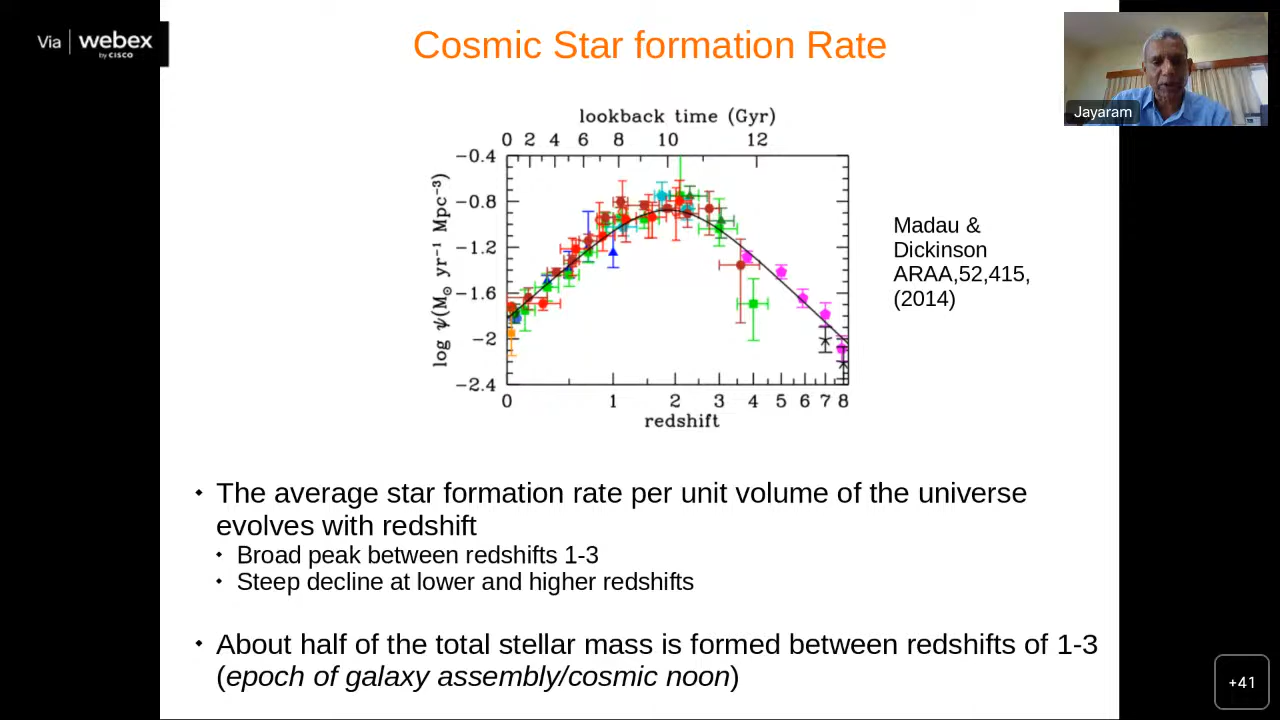 Via | webex
by CISCO
Cosmic Star formation Rate
Jayaram
lookback time (Gyr)
0 2 4 6 8 10 12
−0.4
−0.8
−1.2
−1.6
−2
−2.4
log ψ(M☉ yr⁻¹ Mpc⁻³)
0 1 2 3 4 5 6 7 8
redshift
Madau &
Dickinson
ARAA,52,415,
(2014)
• The average star formation rate per unit volume of the universe
evolves with redshift
• Broad peak between redshifts 1-3
• Steep decline at lower and higher redshifts
• About half of the total stellar mass is formed between redshifts of 1-3
(epoch of galaxy assembly/cosmic noon)
+41